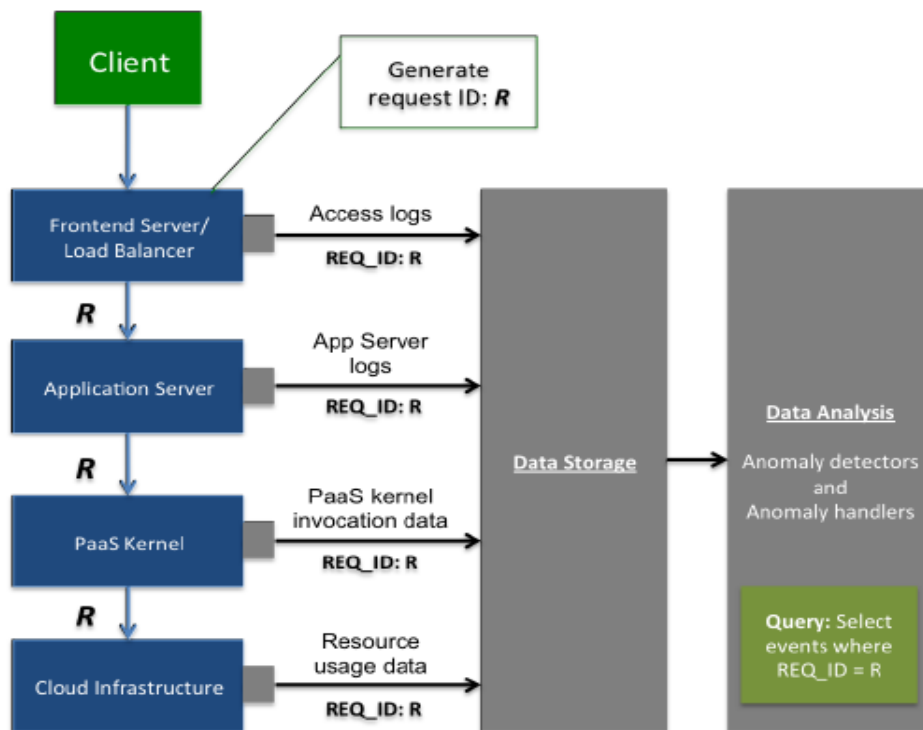 Client
Generate
request ID: R
Frontend Server/
Load Balancer
Access logs
REQ_ID: R
R
Application Server
App Server
logs
REQ_ID: R
R
PaaS Kernel
PaaS kernel
invocation data
REQ_ID: R
R
Cloud Infrastructure
Resource
usage data
REQ_ID: R
Data Storage
Data Analysis
Anomaly detectors
and
Anomaly handlers
Query: Select
events where
REQ_ID = R